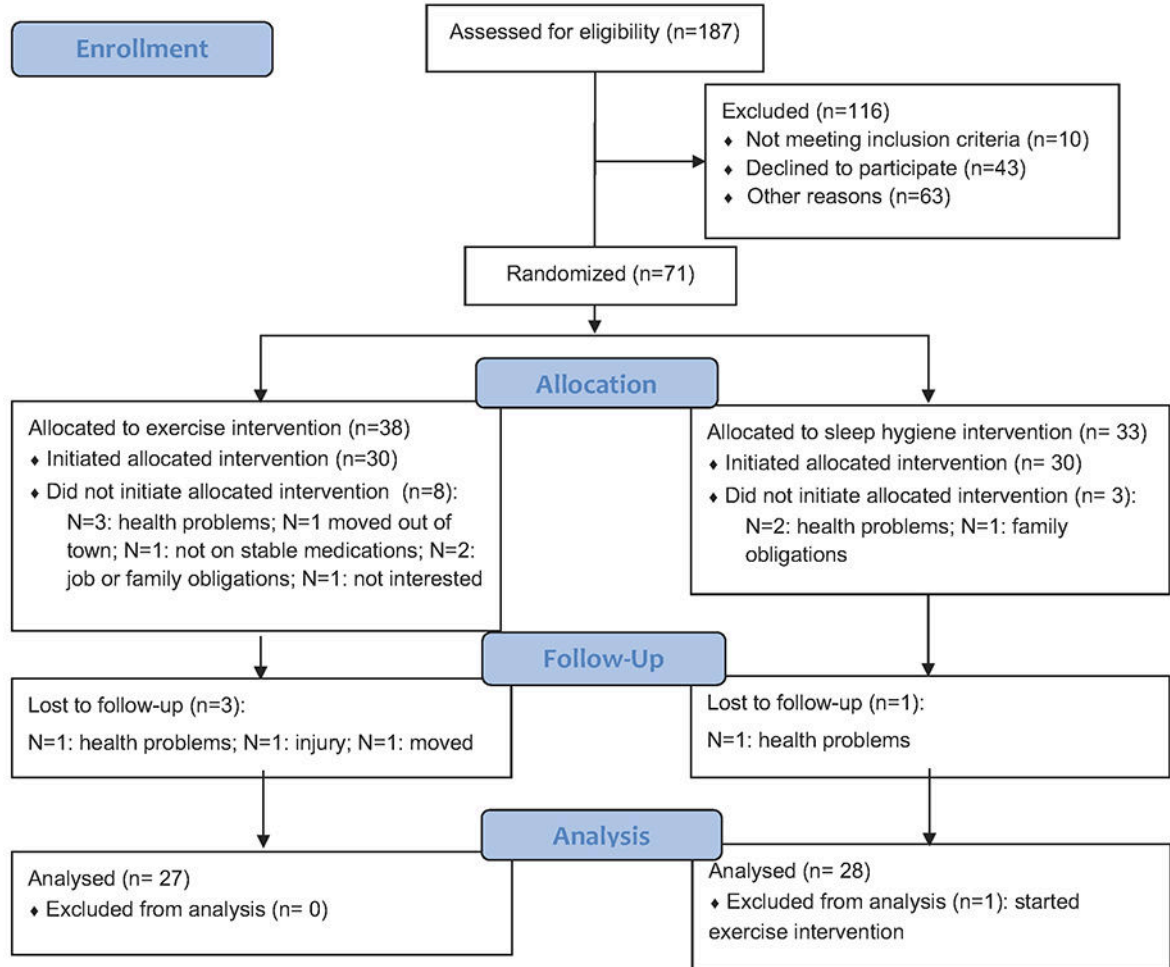 Enrollment
Assessed for eligibility (n=187)
Excluded (n=116)
♦ Not meeting inclusion criteria (n=10)
♦ Declined to participate (n=43)
♦ Other reasons (n=63)
Randomized (n=71)
Allocation
Allocated to exercise intervention (n=38)
♦ Initiated allocated intervention (n=30)
♦ Did not initiate allocated intervention (n=8):
N=3: health problems; N=1 moved out of
town; N=1: not on stable medications; N=2:
job or family obligations; N=1: not interested
Allocated to sleep hygiene intervention (n= 33)
♦ Initiated allocated intervention (n= 30)
♦ Did not initiate allocated intervention (n= 3):
N=2: health problems; N=1: family
obligations
Follow-Up
Lost to follow-up (n=3):
N=1: health problems; N=1: injury; N=1: moved
Lost to follow-up (n=1):
N=1: health problems
Analysis
Analysed (n= 27)
♦ Excluded from analysis (n= 0)
Analysed (n= 28)
♦ Excluded from analysis (n=1): started
exercise intervention